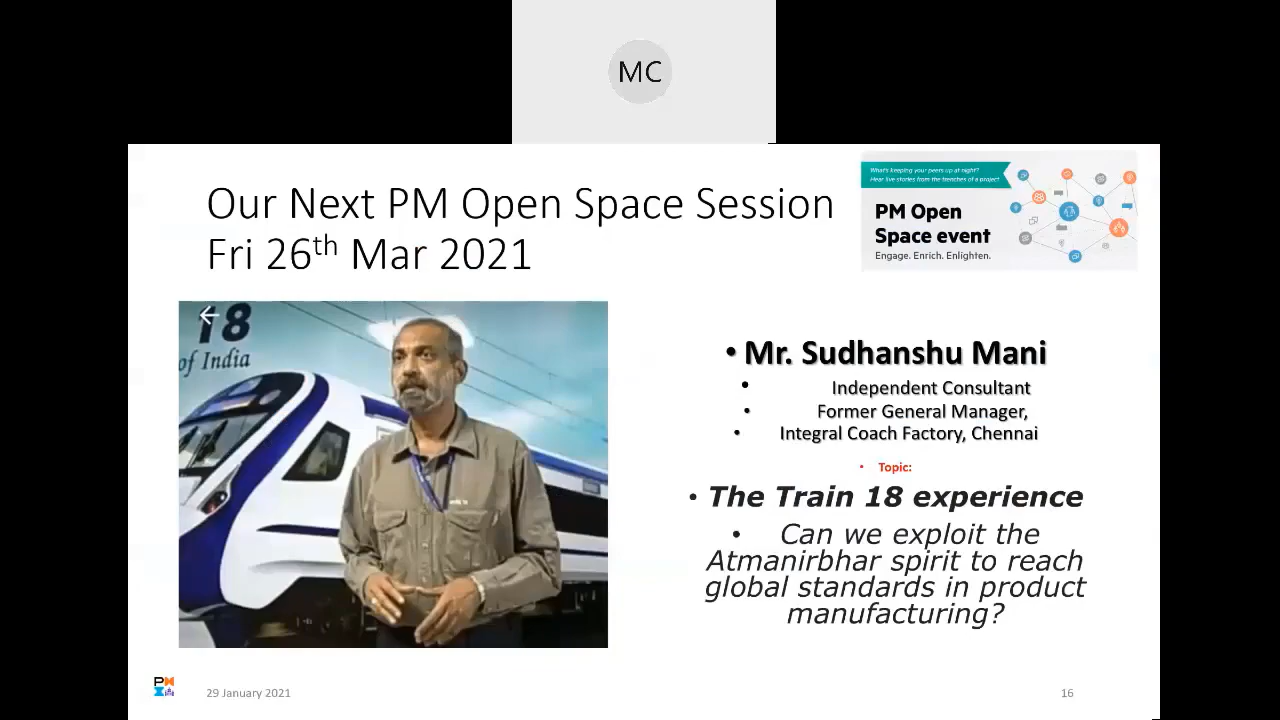 MC
Our Next PM Open Space Session
Fri 26th Mar 2021
What's keeping your peers up at night?
Hear live stories from the trenches of a project
PM Open
Space event
Engage. Enrich. Enlighten.
18
of India
• Mr. Sudhanshu Mani
• Independent Consultant
• Former General Manager,
• Integral Coach Factory, Chennai
• Topic:
• The Train 18 experience
• Can we exploit the
Atmanirbhar spirit to reach
global standards in product
manufacturing?
29 January 2021
16